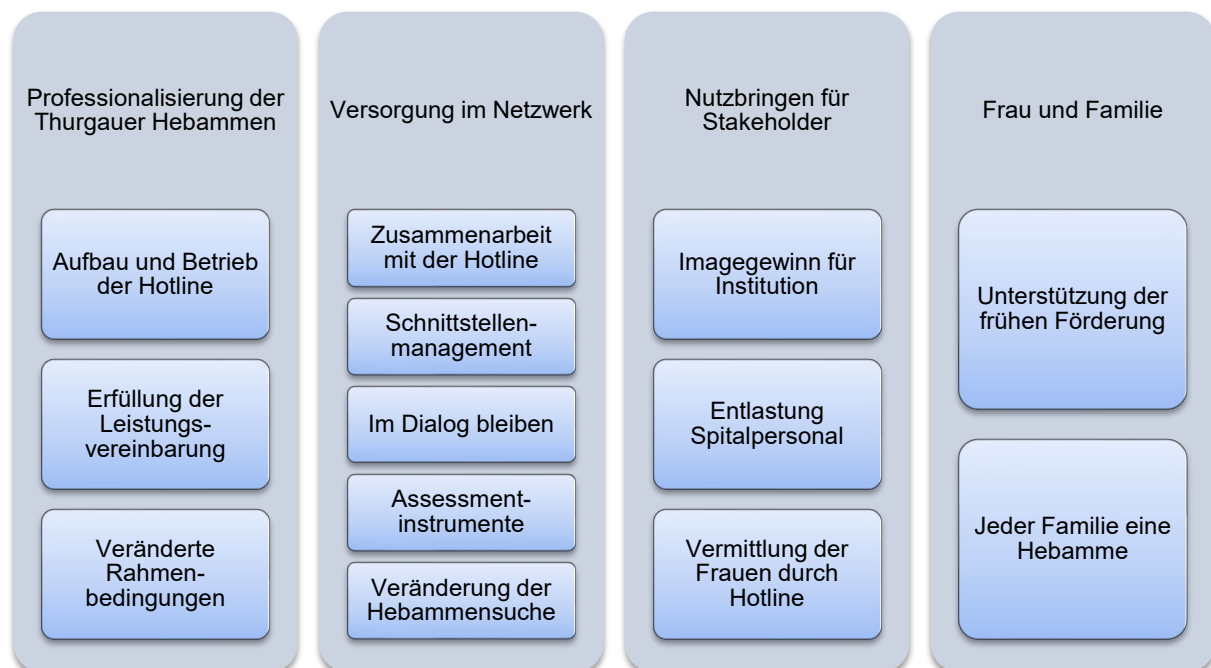 Professionalisierung der
Thurgauer Hebammen
Aufbau und Betrieb
der Hotline
Erfüllung der
Leistungs-
vereinbarung
Veränderte
Rahmen-
bedingungen
Versorgung im Netzwerk
Zusammenarbeit
mit der Hotline
Schnittstellen-
management
Im Dialog bleiben
Assessment-
instrumente
Veränderung der
Hebammensuche
Nutzbringen für
Stakeholder
Imagegewinn für
Institution
Entlastung
Spitalpersonal
Vermittlung der
Frauen durch
Hotline
Frau und Familie
Unterstützung der
frühen Förderung
Jeder Familie eine
Hebamme